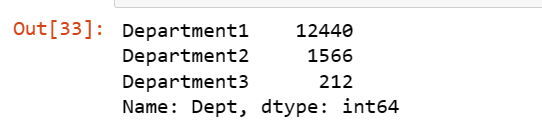 Out[33]: Department1    12440
Department2     1566
Department3      212
Name: Dept, dtype: int64